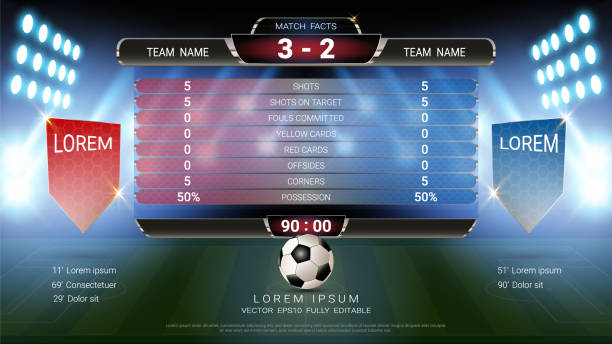 MATCH FACTS
TEAM NAME 3 - 2 TEAM NAME
5 SHOTS 5
5 SHOTS ON TARGET 5
0 FOULS COMMITTED 0
0 YELLOW CARDS 0
0 RED CARDS 0
0 OFFSIDES 0
5 CORNERS 5
50% POSSESSION 50%
LOREM
LOREM
90 : 00
11' Lorem ipsum
69' Consectetuer
29' Dolor sit
51' Lorem ipsum
90' Dolor sit
LOREM IPSUM
VECTOR EPS10 FULLY EDITABLE